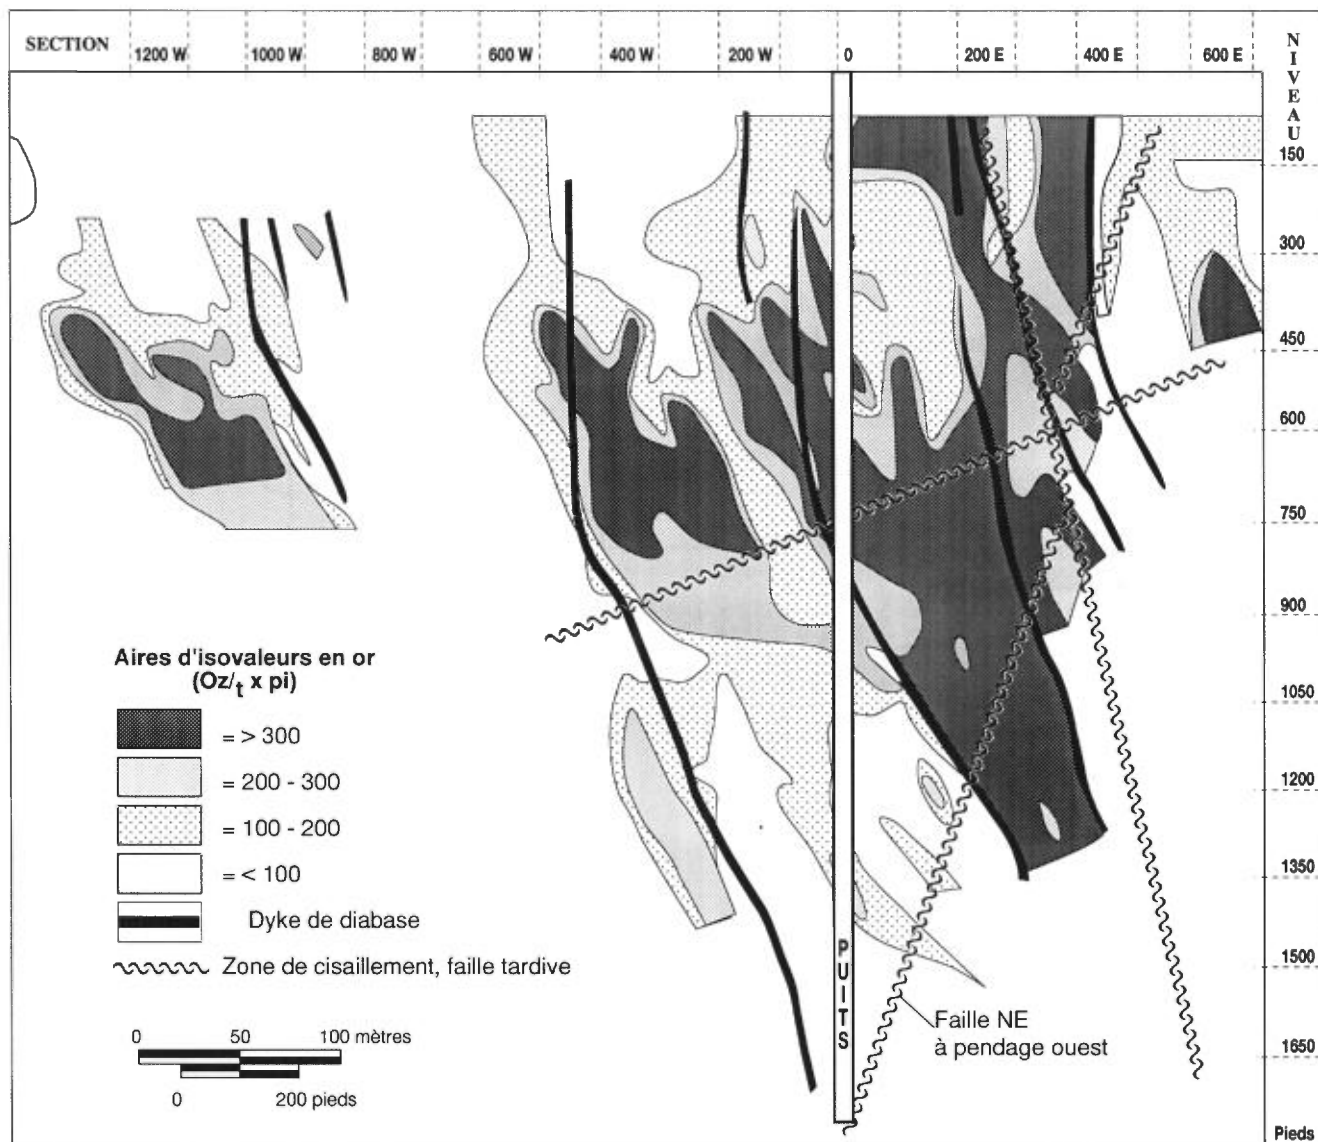 SECTION
1200 W
1000 W
800 W
600 W
400 W
200 W
0
200 E
400 E
600 E
NIVEAU
150
300
450
600
750
900
1050
1200
1350
1500
1650
Pieds
Aires d'isovaleurs en or
(Oz/t x pi)
= > 300
= 200 - 300
= 100 - 200
= < 100
Dyke de diabase
Zone de cisaillement, faille tardive
0 50 100 mètres
0 200 pieds
PUITS
Faille NE
à pendage ouest